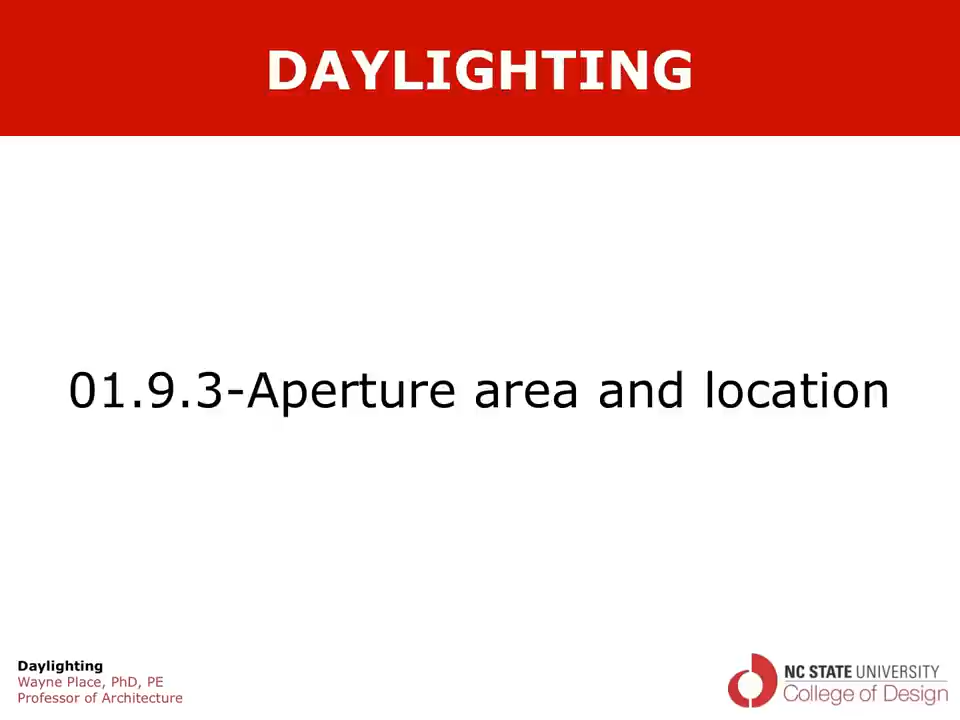 DAYLIGHTING
01.9.3-Aperture area and location
Daylighting
Wayne Place, PhD, PE
Professor of Architecture
NC STATE UNIVERSITY
College of Design